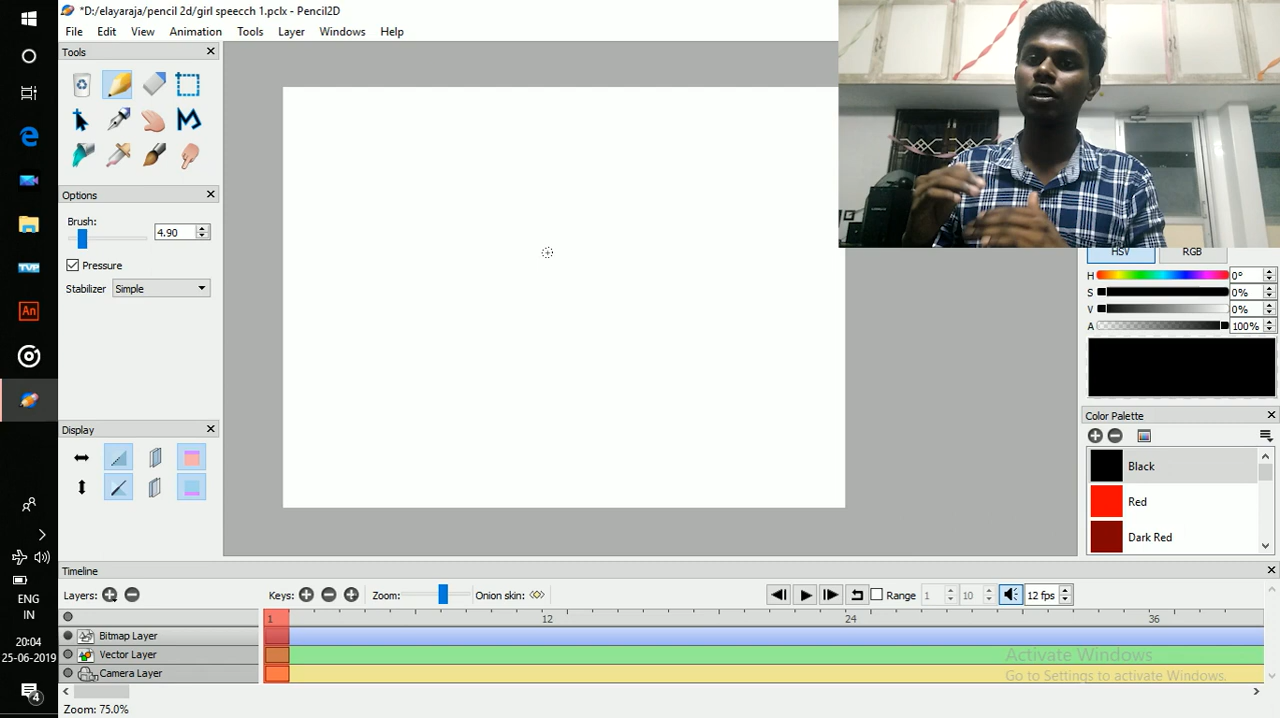 *D:/elayaraja/pencil 2d/girl speecch 1.pclx - Pencil2D
File Edit View Animation Tools Layer Windows Help
Tools
Options
Brush:
4.90
Pressure
Stabilizer Simple
Display
HSV RGB
H 0°
S 0%
V 0%
A 100%
Color Palette
Black
Red
Dark Red
TVP
An
Timeline
Layers: Keys: Zoom: Onion skin: Range 1 10 12 fps
1 12 24 36
Bitmap Layer
Vector Layer
Camera Layer
Activate Windows
Go to Settings to activate Windows.
Zoom: 75.0%
ENG
IN
20:04
25-06-2019
4